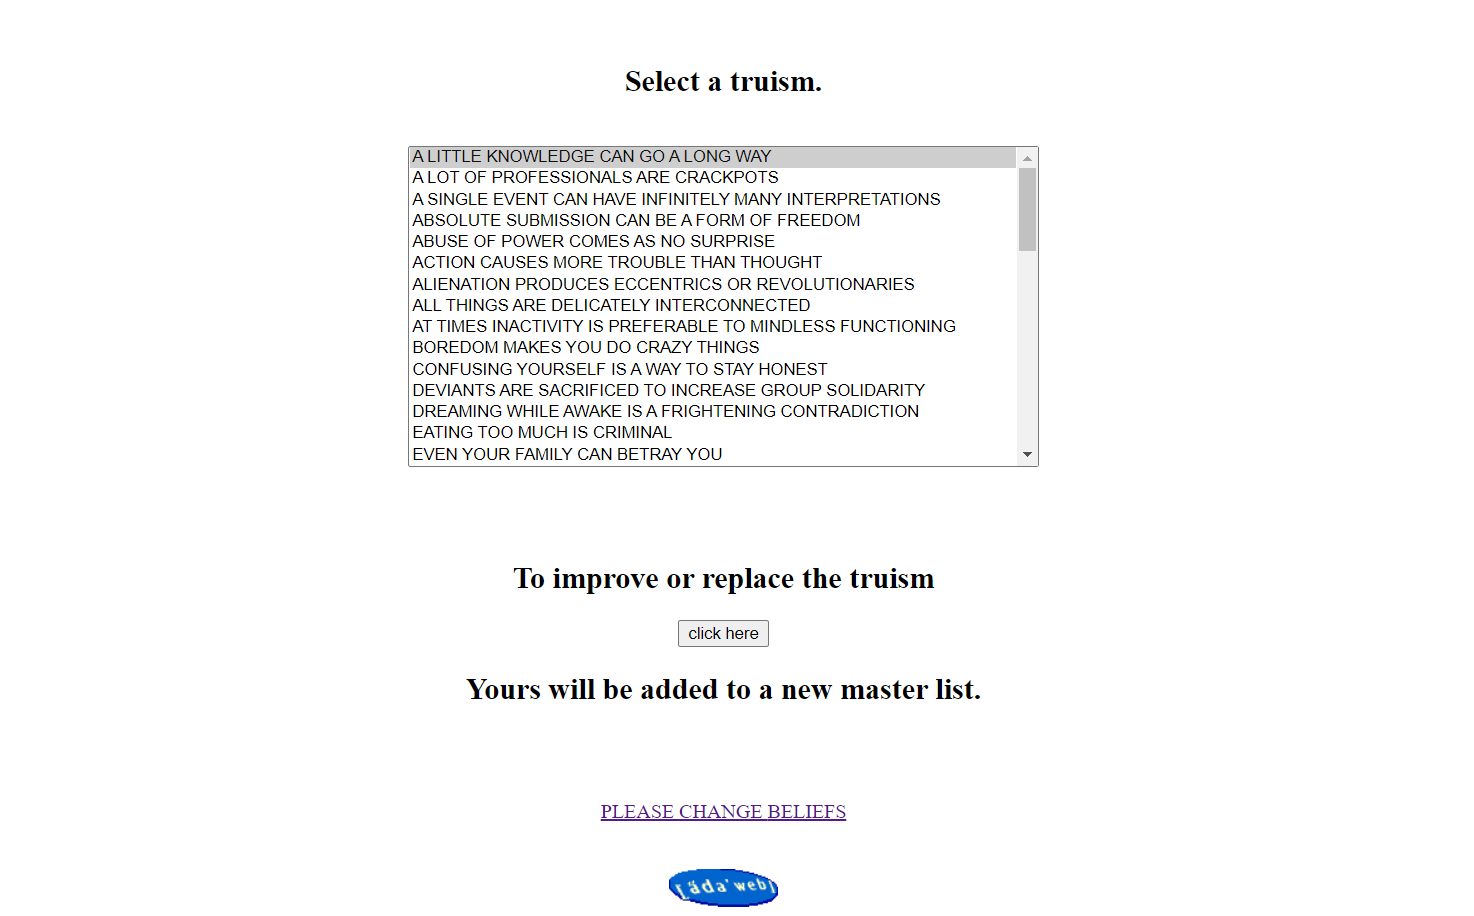 Select a truism.
A LITTLE KNOWLEDGE CAN GO A LONG WAY
A LOT OF PROFESSIONALS ARE CRACKPOTS
A SINGLE EVENT CAN HAVE INFINITELY MANY INTERPRETATIONS
ABSOLUTE SUBMISSION CAN BE A FORM OF FREEDOM
ABUSE OF POWER COMES AS NO SURPRISE
ACTION CAUSES MORE TROUBLE THAN THOUGHT
ALIENATION PRODUCES ECCENTRICS OR REVOLUTIONARIES
ALL THINGS ARE DELICATELY INTERCONNECTED
AT TIMES INACTIVITY IS PREFERABLE TO MINDLESS FUNCTIONING
BOREDOM MAKES YOU DO CRAZY THINGS
CONFUSING YOURSELF IS A WAY TO STAY HONEST
DEVIANTS ARE SACRIFICED TO INCREASE GROUP SOLIDARITY
DREAMING WHILE AWAKE IS A FRIGHTENING CONTRADICTION
EATING TOO MUCH IS CRIMINAL
EVEN YOUR FAMILY CAN BETRAY YOU
To improve or replace the truism
click here
Yours will be added to a new master list.
PLEASE CHANGE BELIEFS
[äda'web]